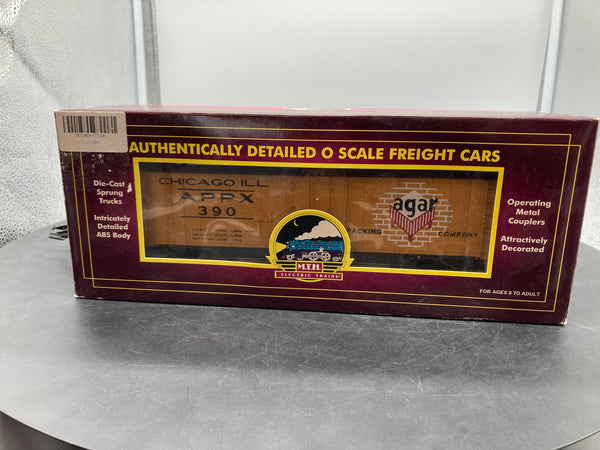 AUTHENTICALLY DETAILED O SCALE FREIGHT CARS
Die-Cast
Sprung
Trucks
Intricately
Detailed
ABS Body
CHICAGO, ILL.
APPX
390
agar
PACKING COMPANY
Operating
Metal
Couplers
Attractively
Decorated
M.T.H.
ELECTRIC TRAINS
FOR AGES 8 TO ADULT